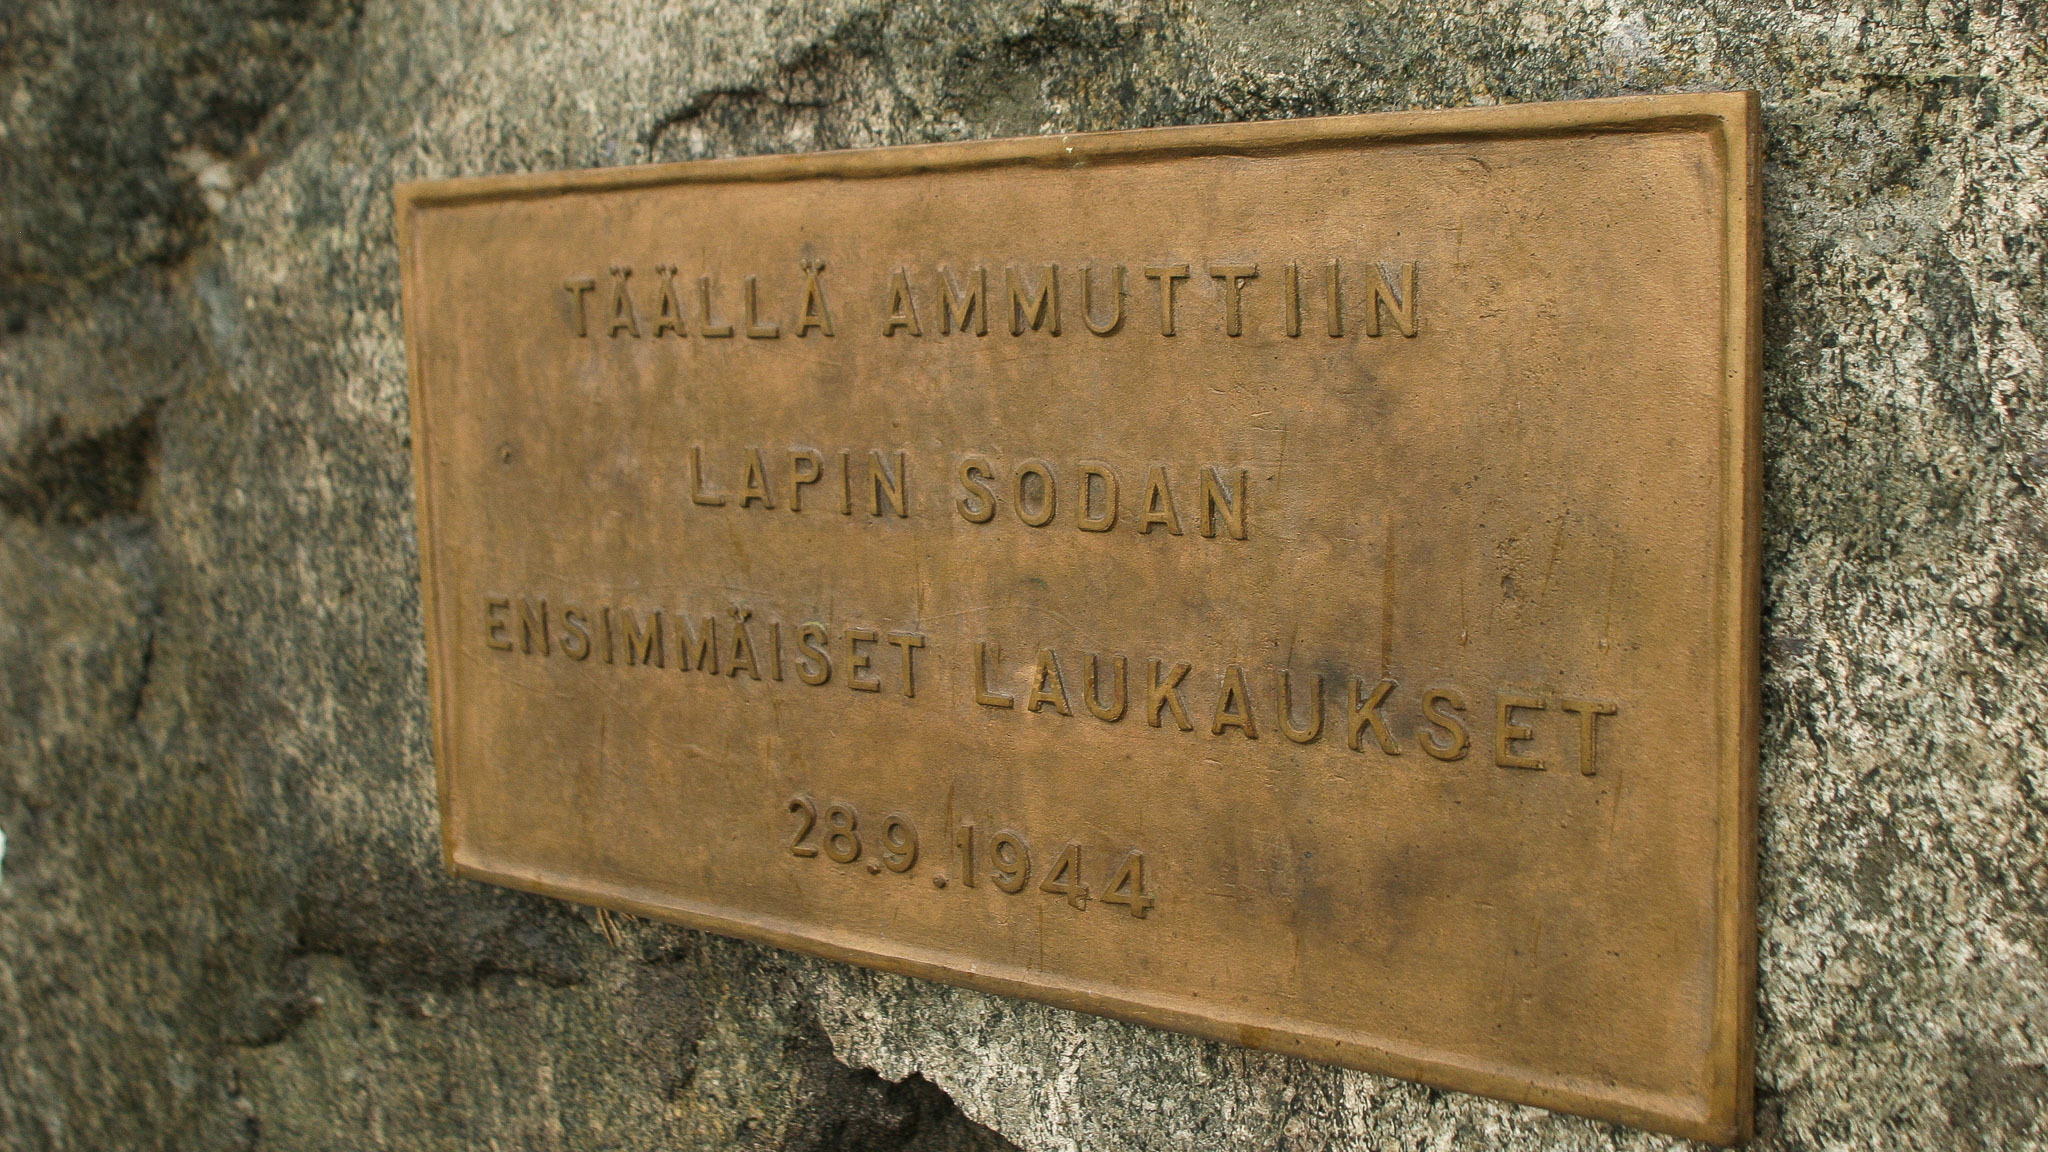 TÄÄLLÄ AMMUTTIIN
LAPIN SODAN
ENSIMMÄISET LAUKAUKSET
28.9.1944